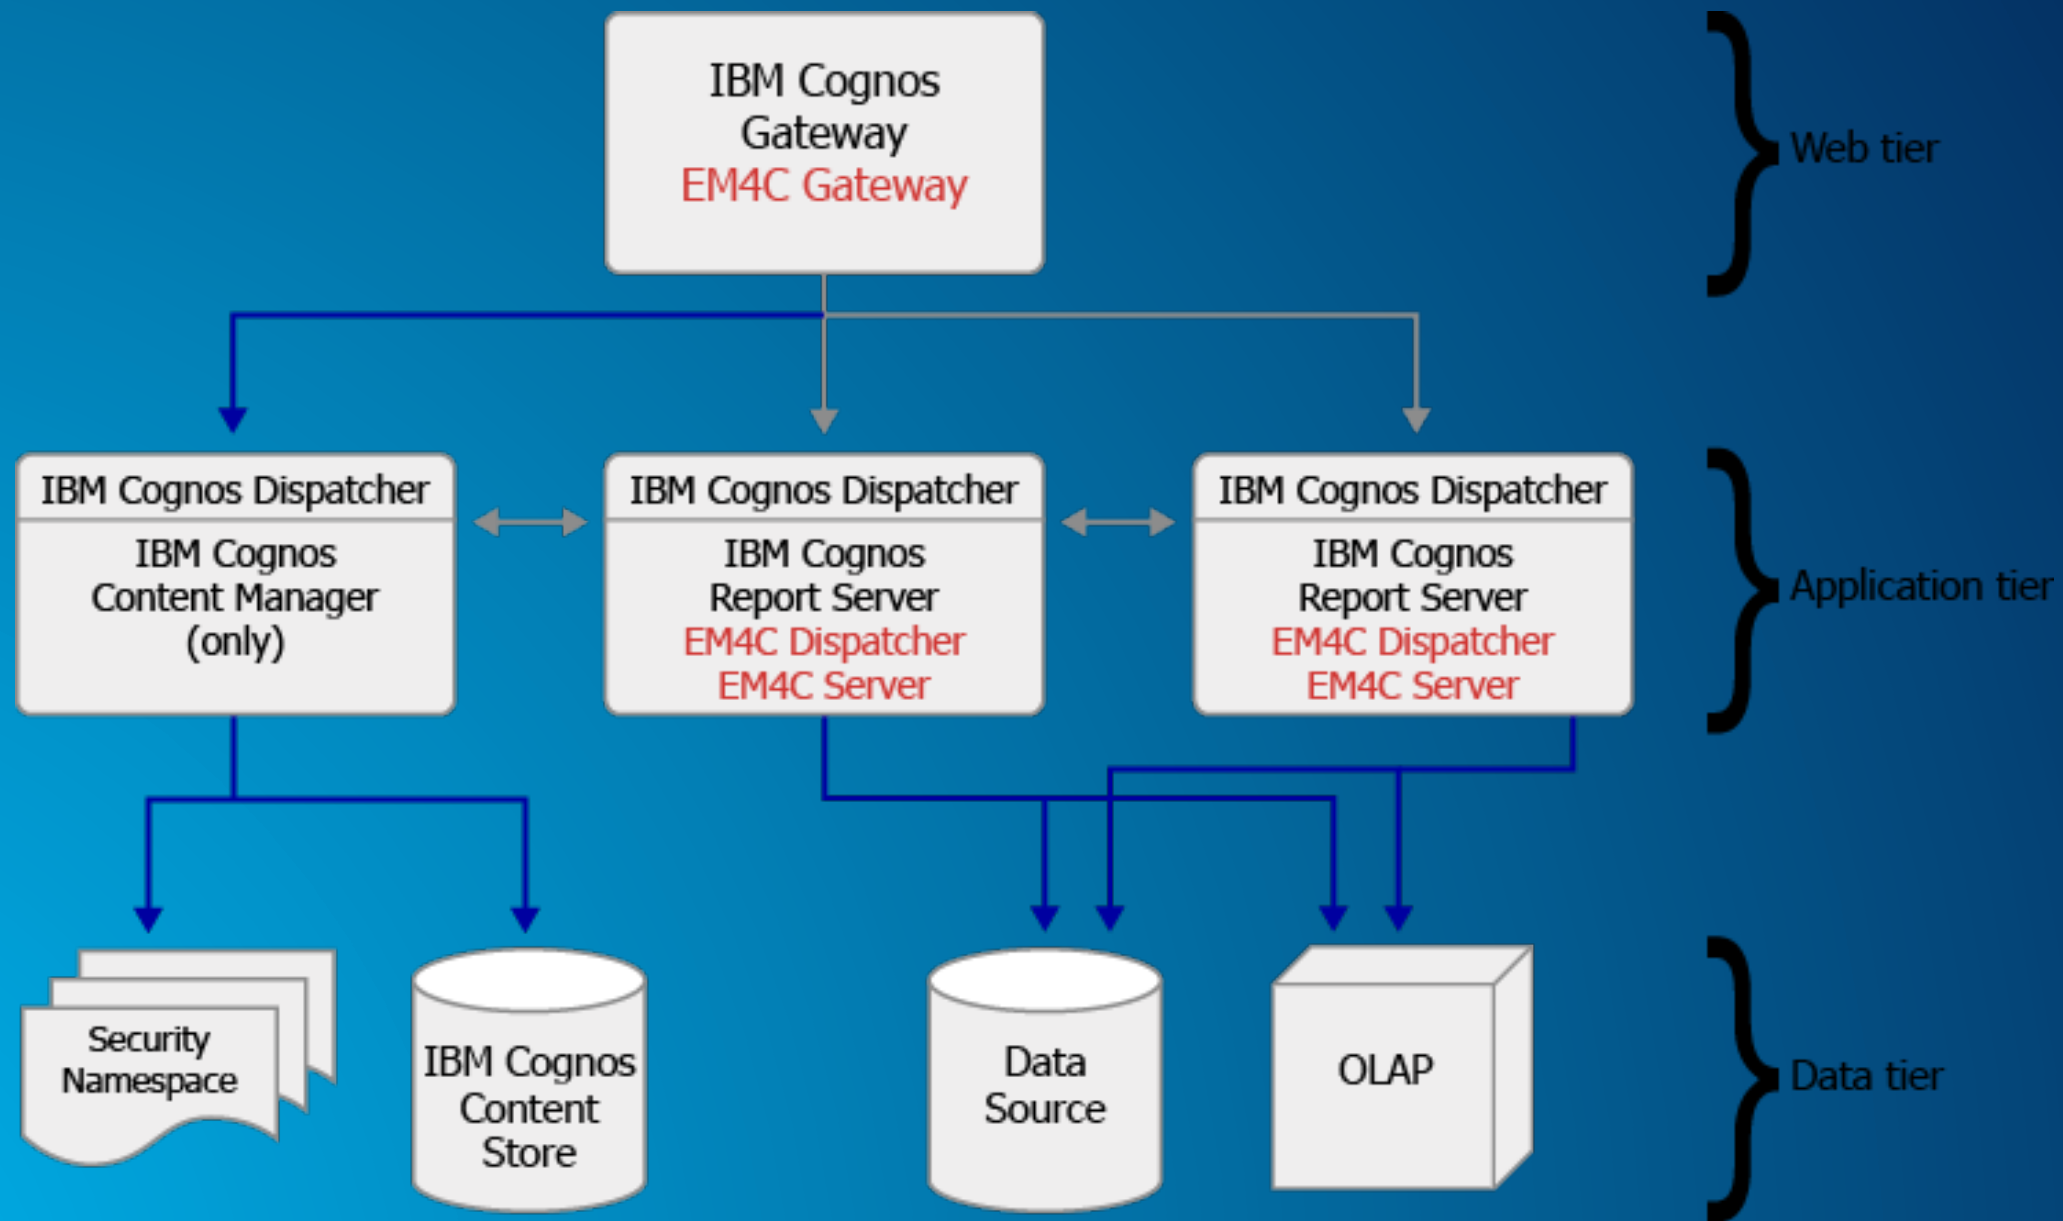 IBM Cognos
Gateway
EM4C Gateway
Web tier
IBM Cognos Dispatcher
IBM Cognos
Content Manager
(only)
IBM Cognos Dispatcher
IBM Cognos
Report Server
EM4C Dispatcher
EM4C Server
IBM Cognos Dispatcher
IBM Cognos
Report Server
EM4C Dispatcher
EM4C Server
Application tier
Security
Namespace
IBM Cognos
Content
Store
Data
Source
OLAP
Data tier